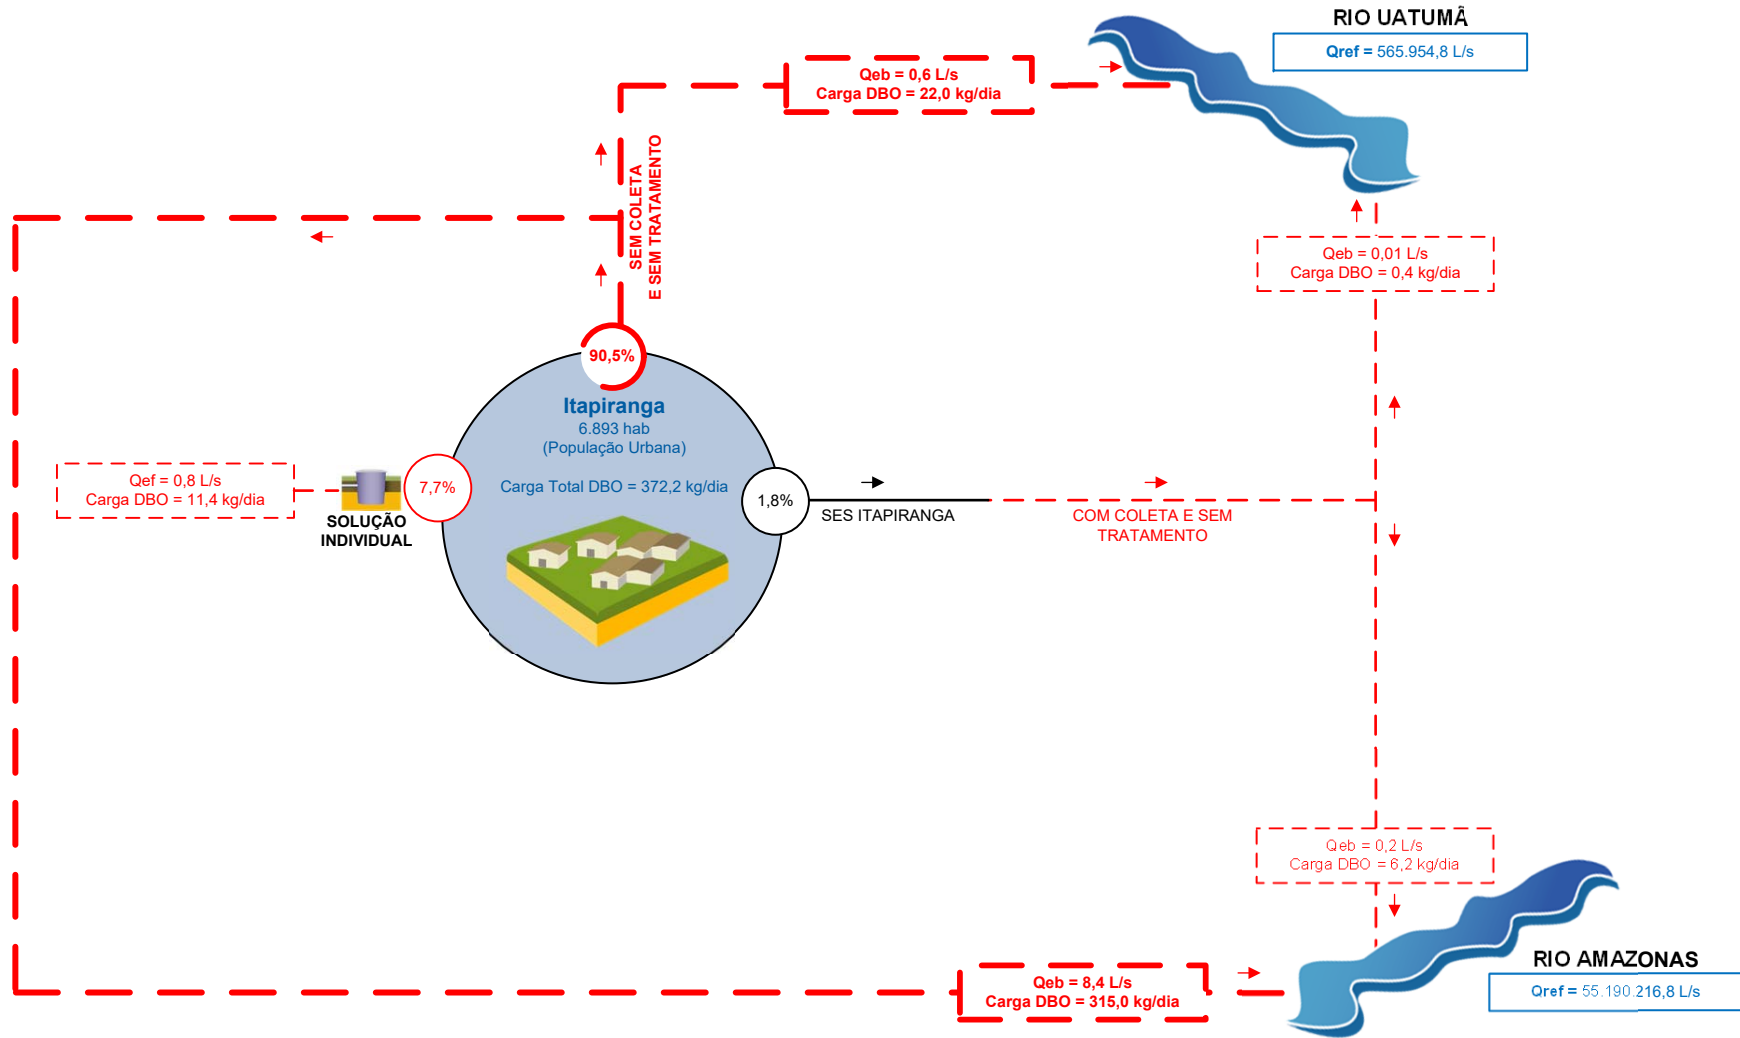 RIO UATUMÃ
Qref = 565.954,8 L/s
Qeb = 0,6 L/s
Carga DBO = 22,0 kg/dia
SEM COLETA
E SEM TRATAMENTO
Qeb = 0,01 L/s
Carga DBO = 0,4 kg/dia
90,5%
Itapiranga
6.893 hab
(População Urbana)
Carga Total DBO = 372,2 kg/dia
Qef = 0,8 L/s
Carga DBO = 11,4 kg/dia
7,7%
SOLUÇÃO
INDIVIDUAL
1,8%
SES ITAPIRANGA
COM COLETA E SEM
TRATAMENTO
Qeb = 0,2 L/s
Carga DBO = 6,2 kg/dia
RIO AMAZONAS
Qref = 55.190.216,8 L/s
Qeb = 8,4 L/s
Carga DBO = 315,0 kg/dia